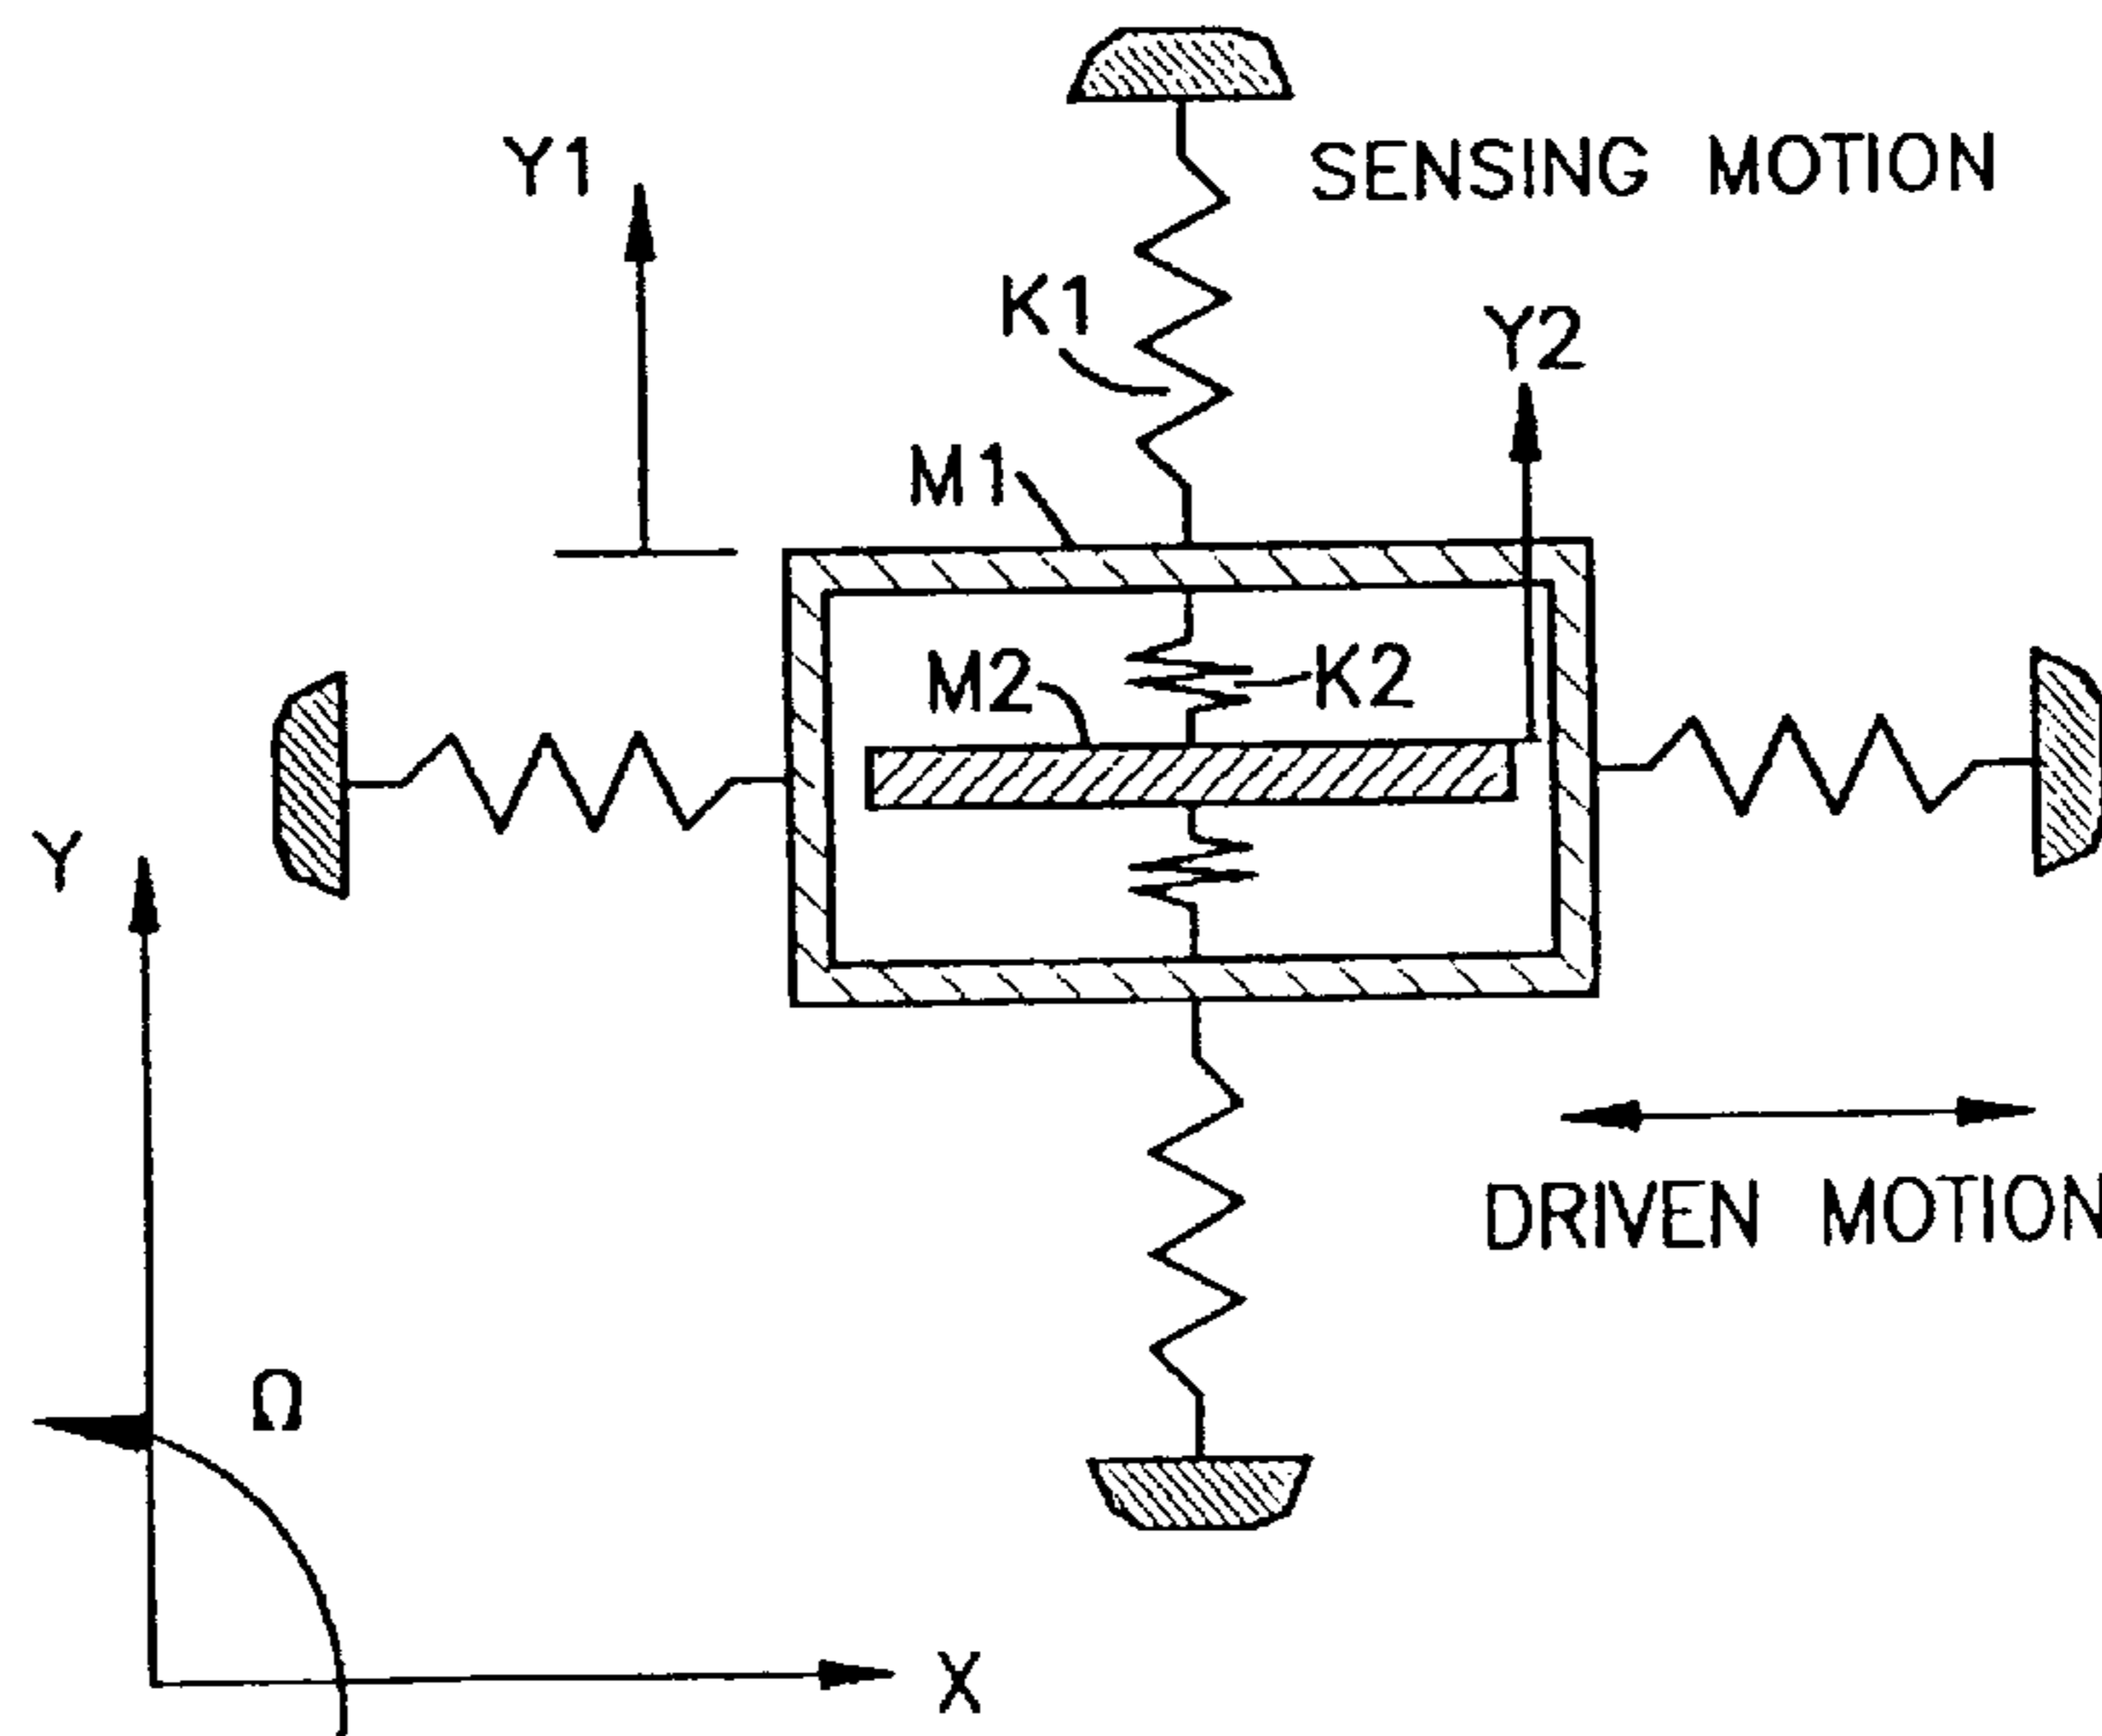 Y1
SENSING MOTION
K1
Y2
M1
M2
K2
Y
DRIVEN MOTION
Ω
X